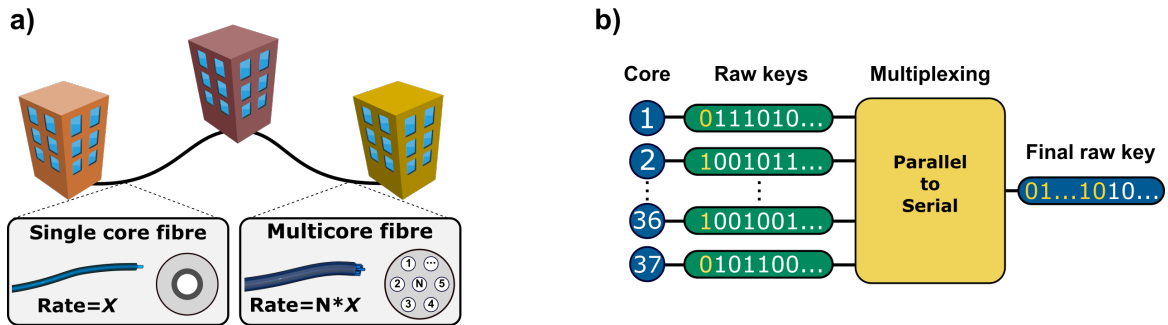 a)
Single core fibre
Rate=X
Multicore fibre
Rate=N*X
1 ...
2 N 5
3 4
b)
Core Raw keys Multiplexing
1 0111010...
2 1001011...
36 1001001...
37 0101100...
Parallel
to
Serial
Final raw key
01...1010...